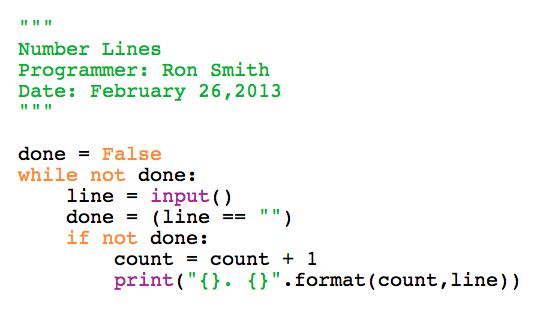 """
Number Lines
Programmer: Ron Smith
Date: February 26,2013
"""

done = False
while not done:
    line = input()
    done = (line == "")
    if not done:
        count = count + 1
        print("{}. {}".format(count,line))